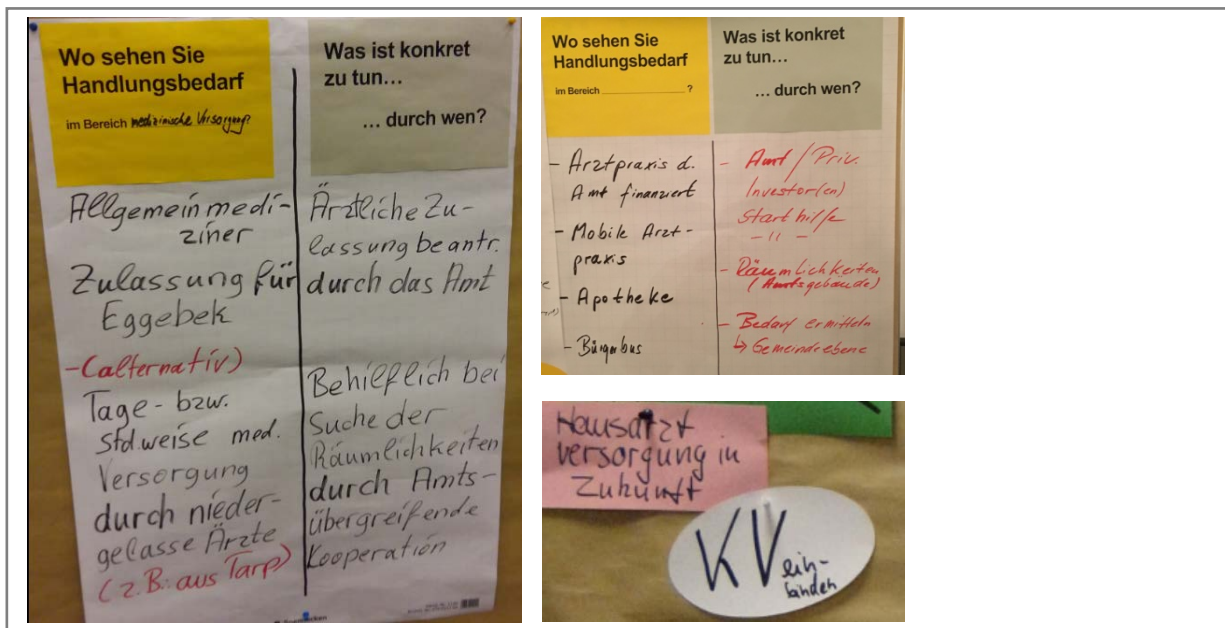 Wo sehen Sie
Handlungsbedarf
im Bereich medizinische Versorgung?
Allgemeinmedi-
ziner
Zulassung für
Eggebek
-(alternativ)
Tage- bzw.
Std.weise med.
Versorgung
durch nieder-
gelasse Ärzte
(z.B.: aus Tarp)
Was ist konkret
zu tun...
... durch wen?
Ärztliche Zu-
lassung beantr.
durch das Amt
Behilflich bei
Suche der
Räumlichkeiten
durch Amts-
übergreifende
Kooperation
Wo sehen Sie
Handlungsbedarf
im Bereich ?
- Arztpraxis d.
Amt finanziert
- Mobile Arzt-
praxis
- Apotheke
- Bürgerbus
Was ist konkret
zu tun...
... durch wen?
- Amt / Priv.
Investor(en)
Starthilfe
- " -
- Räumlichkeiten
(Amtsgebäude)
- Bedarf ermitteln
↳ Gemeindeebene
Hausarzt
versorgung in
Zukunft
KV ein-
binden